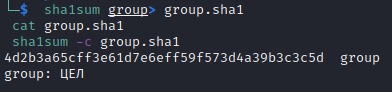 └─$ sha1sum group> group.sha1
cat group.sha1
sha1sum -c group.sha1
4d2b3a65cff3e61d7e6eff59f573d4a39b3c3c5d  group
group: ЦЕЛ